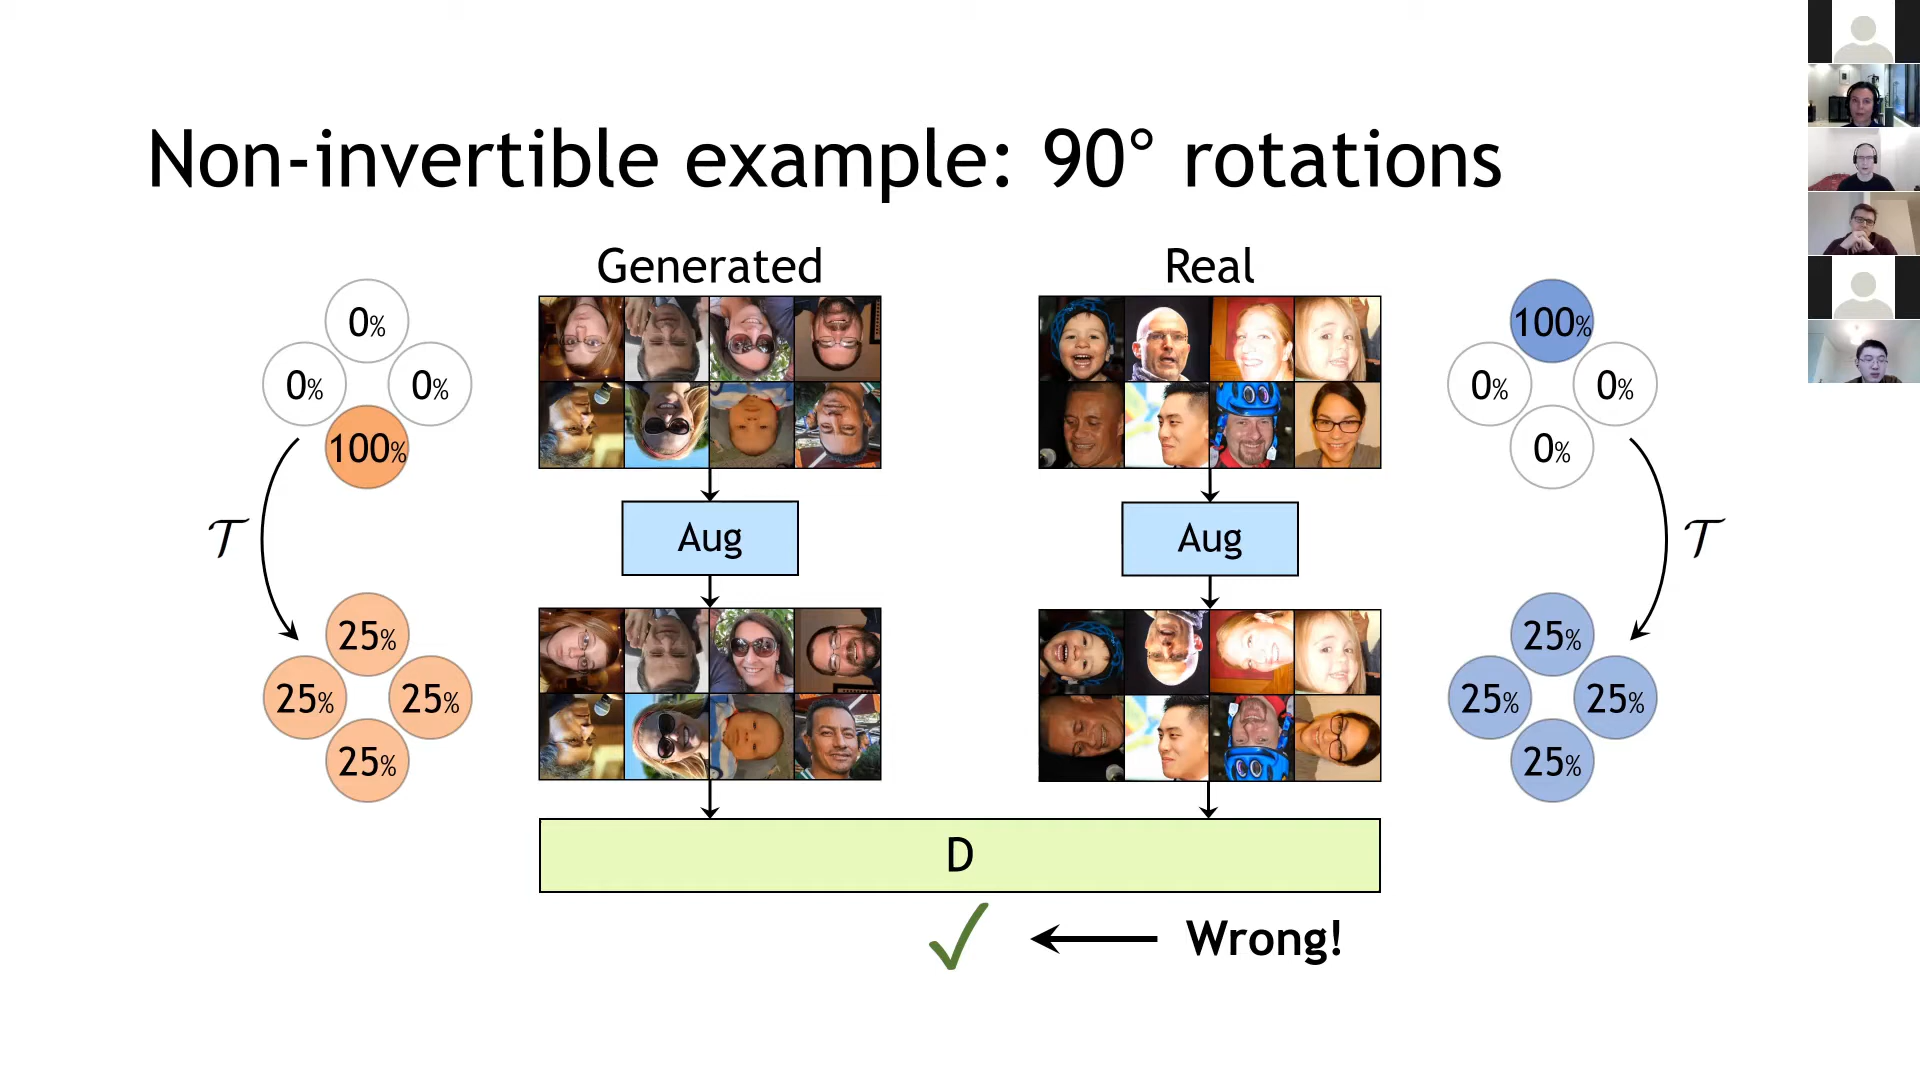 Non-invertible example: 90° rotations
Generated
Real
0%
0%
0%
100%
100%
0%
0%
0%
𝒯
Aug
Aug
𝒯
25%
25%
25%
25%
25%
25%
25%
25%
D
✓
Wrong!